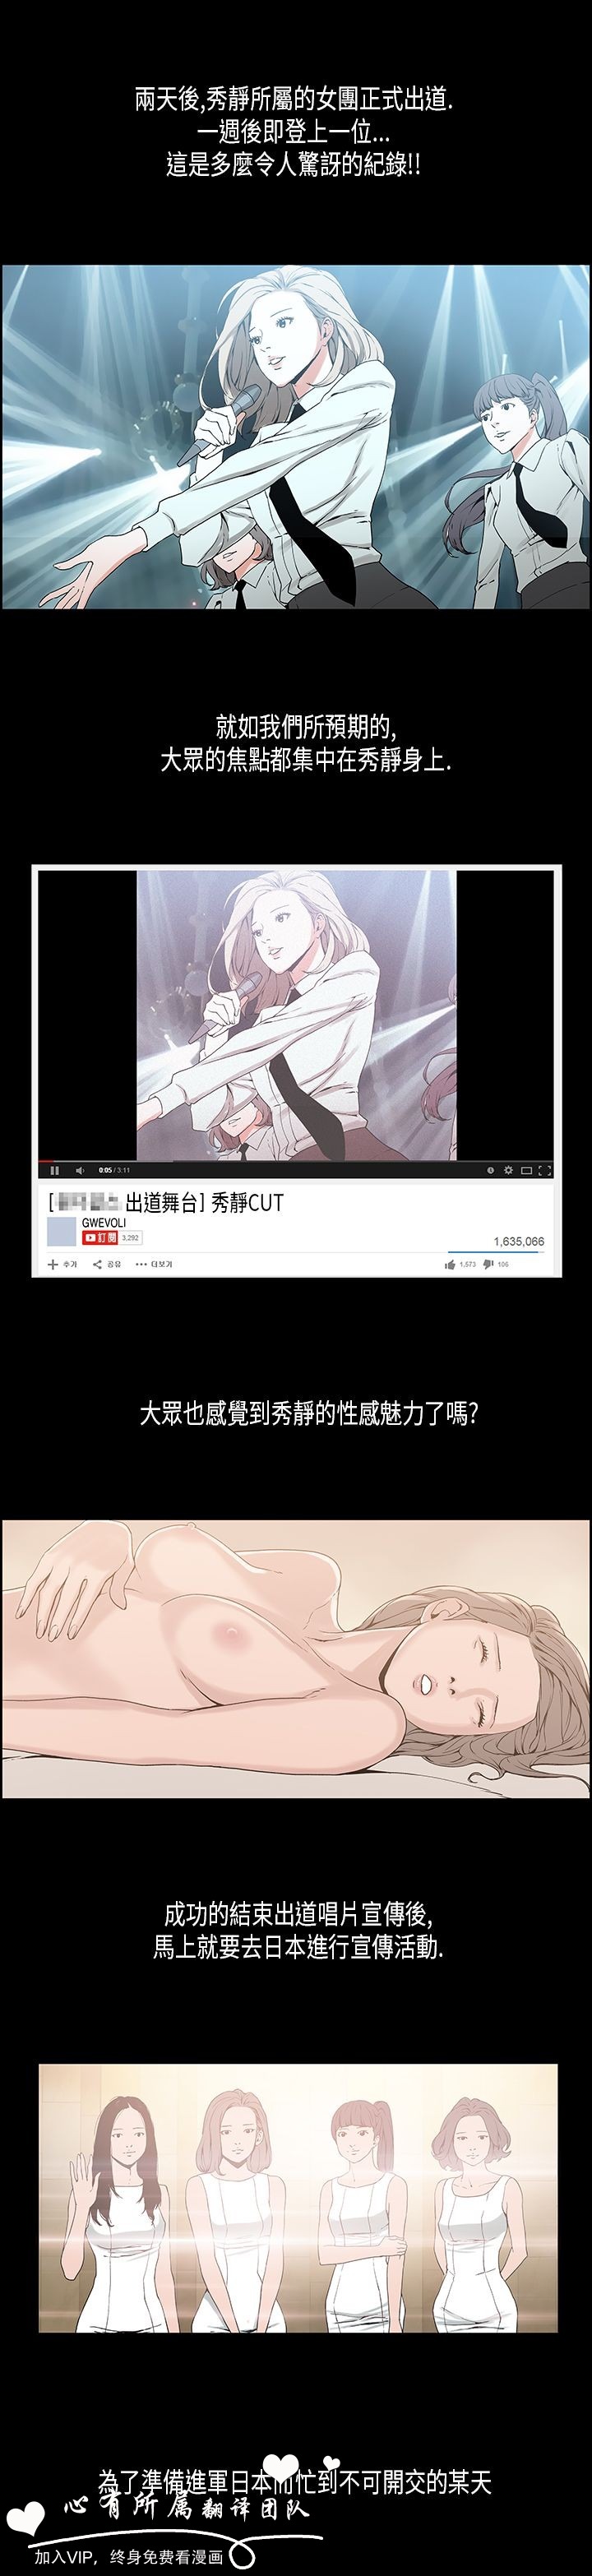 兩天後,秀靜所屬的女團正式出道.
一週後即登上一位...
這是多麼令人驚訝的紀錄!!
就如我們所預期的,
大眾的焦點都集中在秀靜身上.
0:05 / 3:11
[ 出道舞台] 秀靜CUT
GWEVOLI
訂閱 3,292
1,635,066
추가 공유 더보기 1,573 106
大眾也感覺到秀靜的性感魅力了嗎?
成功的結束出道唱片宣傳後,
馬上就要去日本進行宣傳活動.
為了準備進軍日本而忙到不可開交的某天
心有所属翻译团队
加入VIP，终身免费看漫画